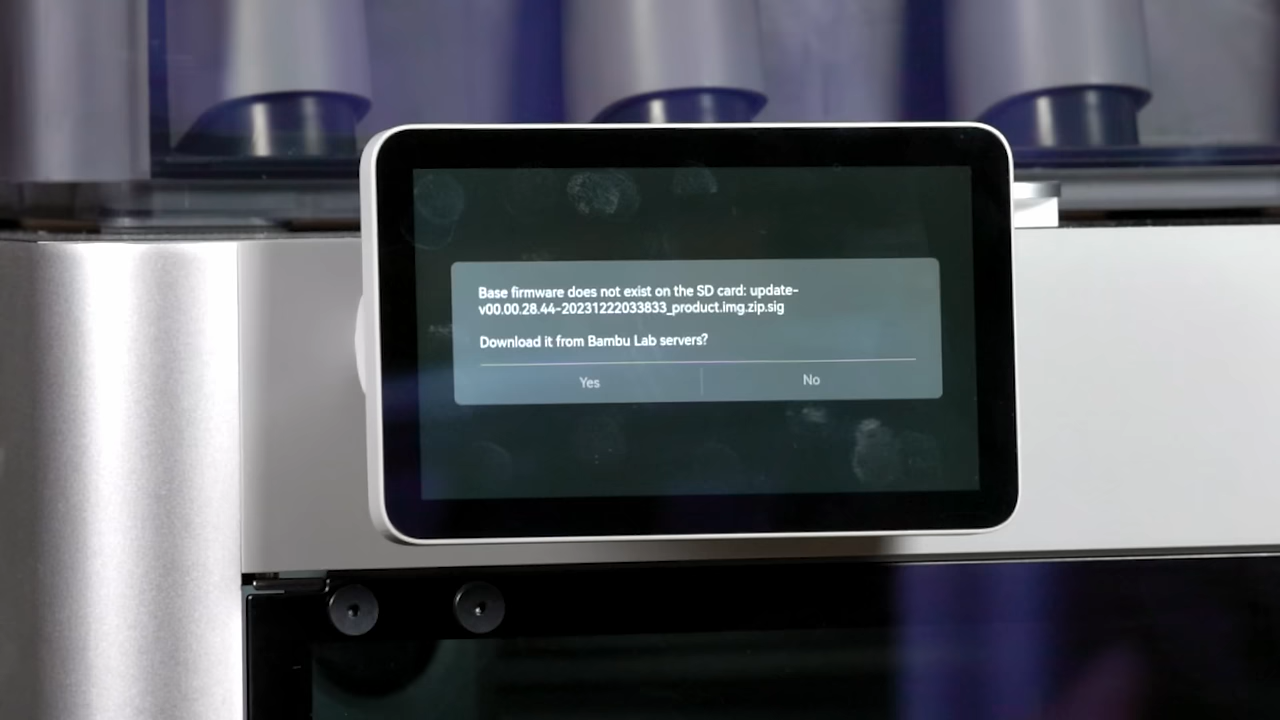 Base firmware does not exist on the SD card: update-
v00.00.28.44-20231222033833_product.img.zip.sig
Download it from Bambu Lab servers?
Yes
No